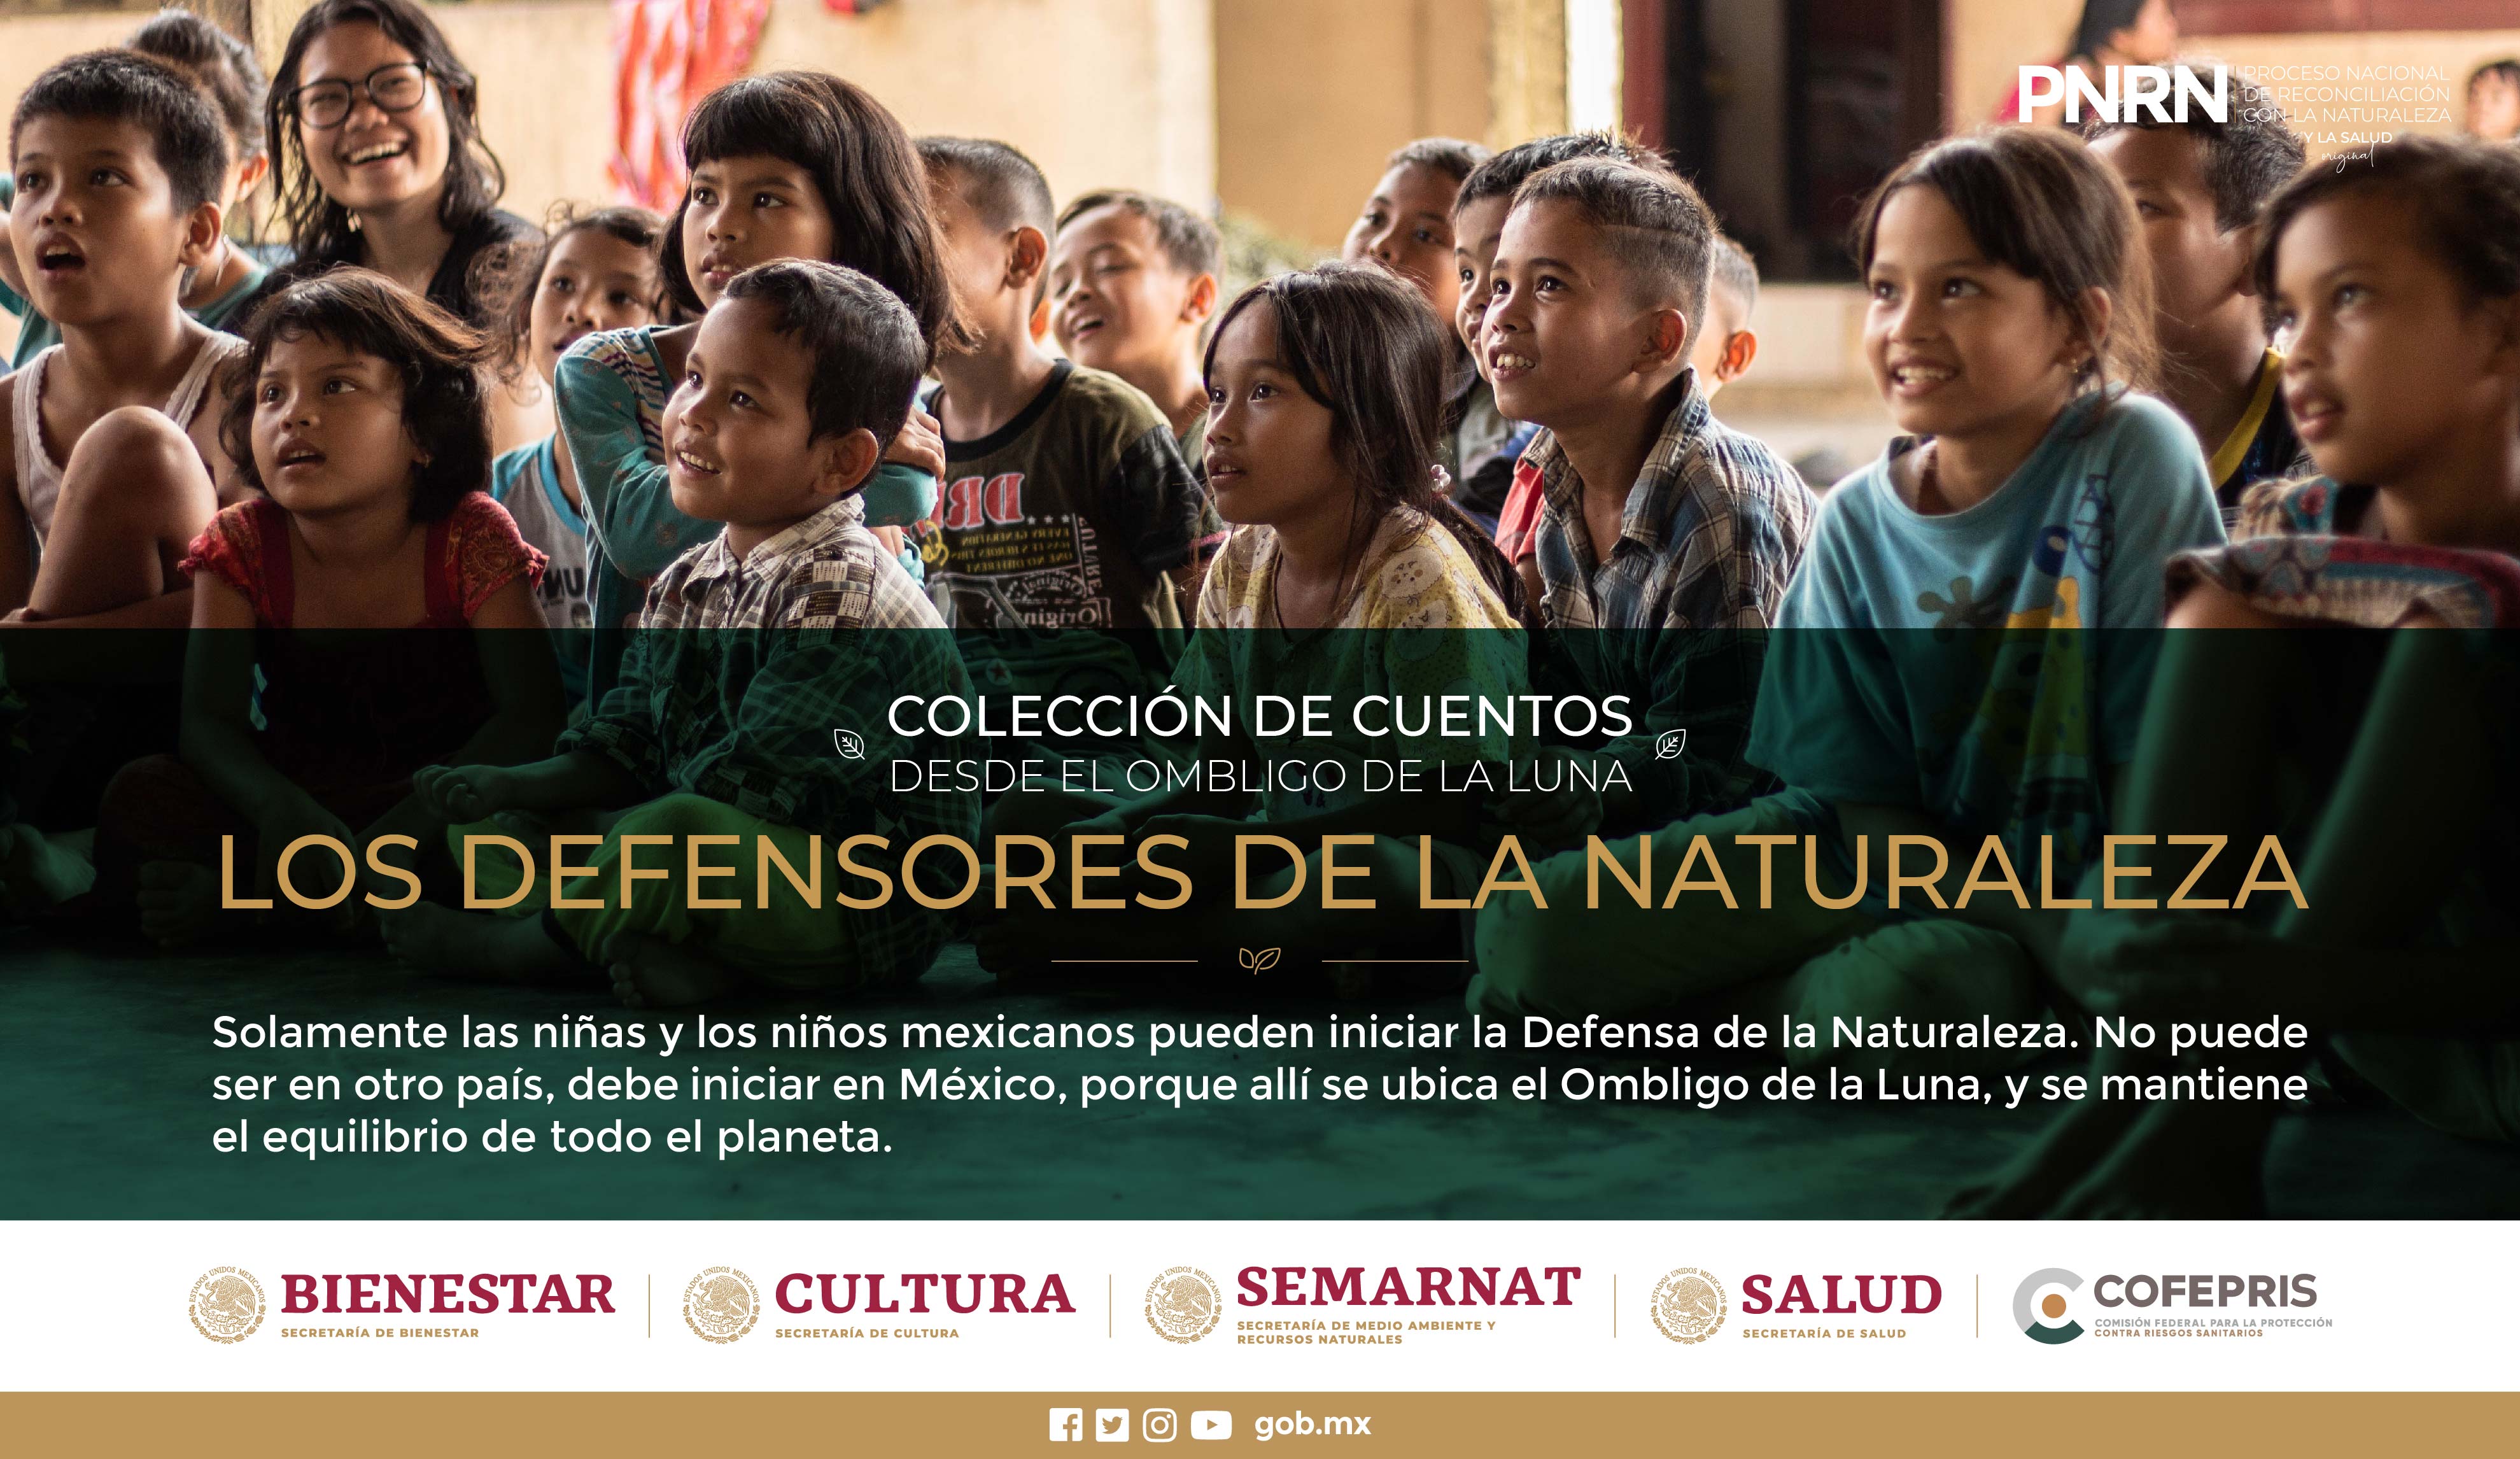 PNRN
PROCESO NACIONAL
DE RECONCILIACIÓN
CON LA NATURALEZA
Y LA SALUD
original
COLECCIÓN DE CUENTOS
DESDE EL OMBLIGO DE LA LUNA
LOS DEFENSORES DE LA NATURALEZA
Solamente las niñas y los niños mexicanos pueden iniciar la Defensa de la Naturaleza. No puede
ser en otro país, debe iniciar en México, porque allí se ubica el Ombligo de la Luna, y se mantiene
el equilibrio de todo el planeta.
ESTADOS UNIDOS MEXICANOS
BIENESTAR
SECRETARÍA DE BIENESTAR
ESTADOS UNIDOS MEXICANOS
CULTURA
SECRETARÍA DE CULTURA
ESTADOS UNIDOS MEXICANOS
SEMARNAT
SECRETARÍA DE MEDIO AMBIENTE Y
RECURSOS NATURALES
ESTADOS UNIDOS MEXICANOS
SALUD
SECRETARÍA DE SALUD
COFEPRIS
COMISIÓN FEDERAL PARA LA PROTECCIÓN
CONTRA RIESGOS SANITARIOS
gob.mx